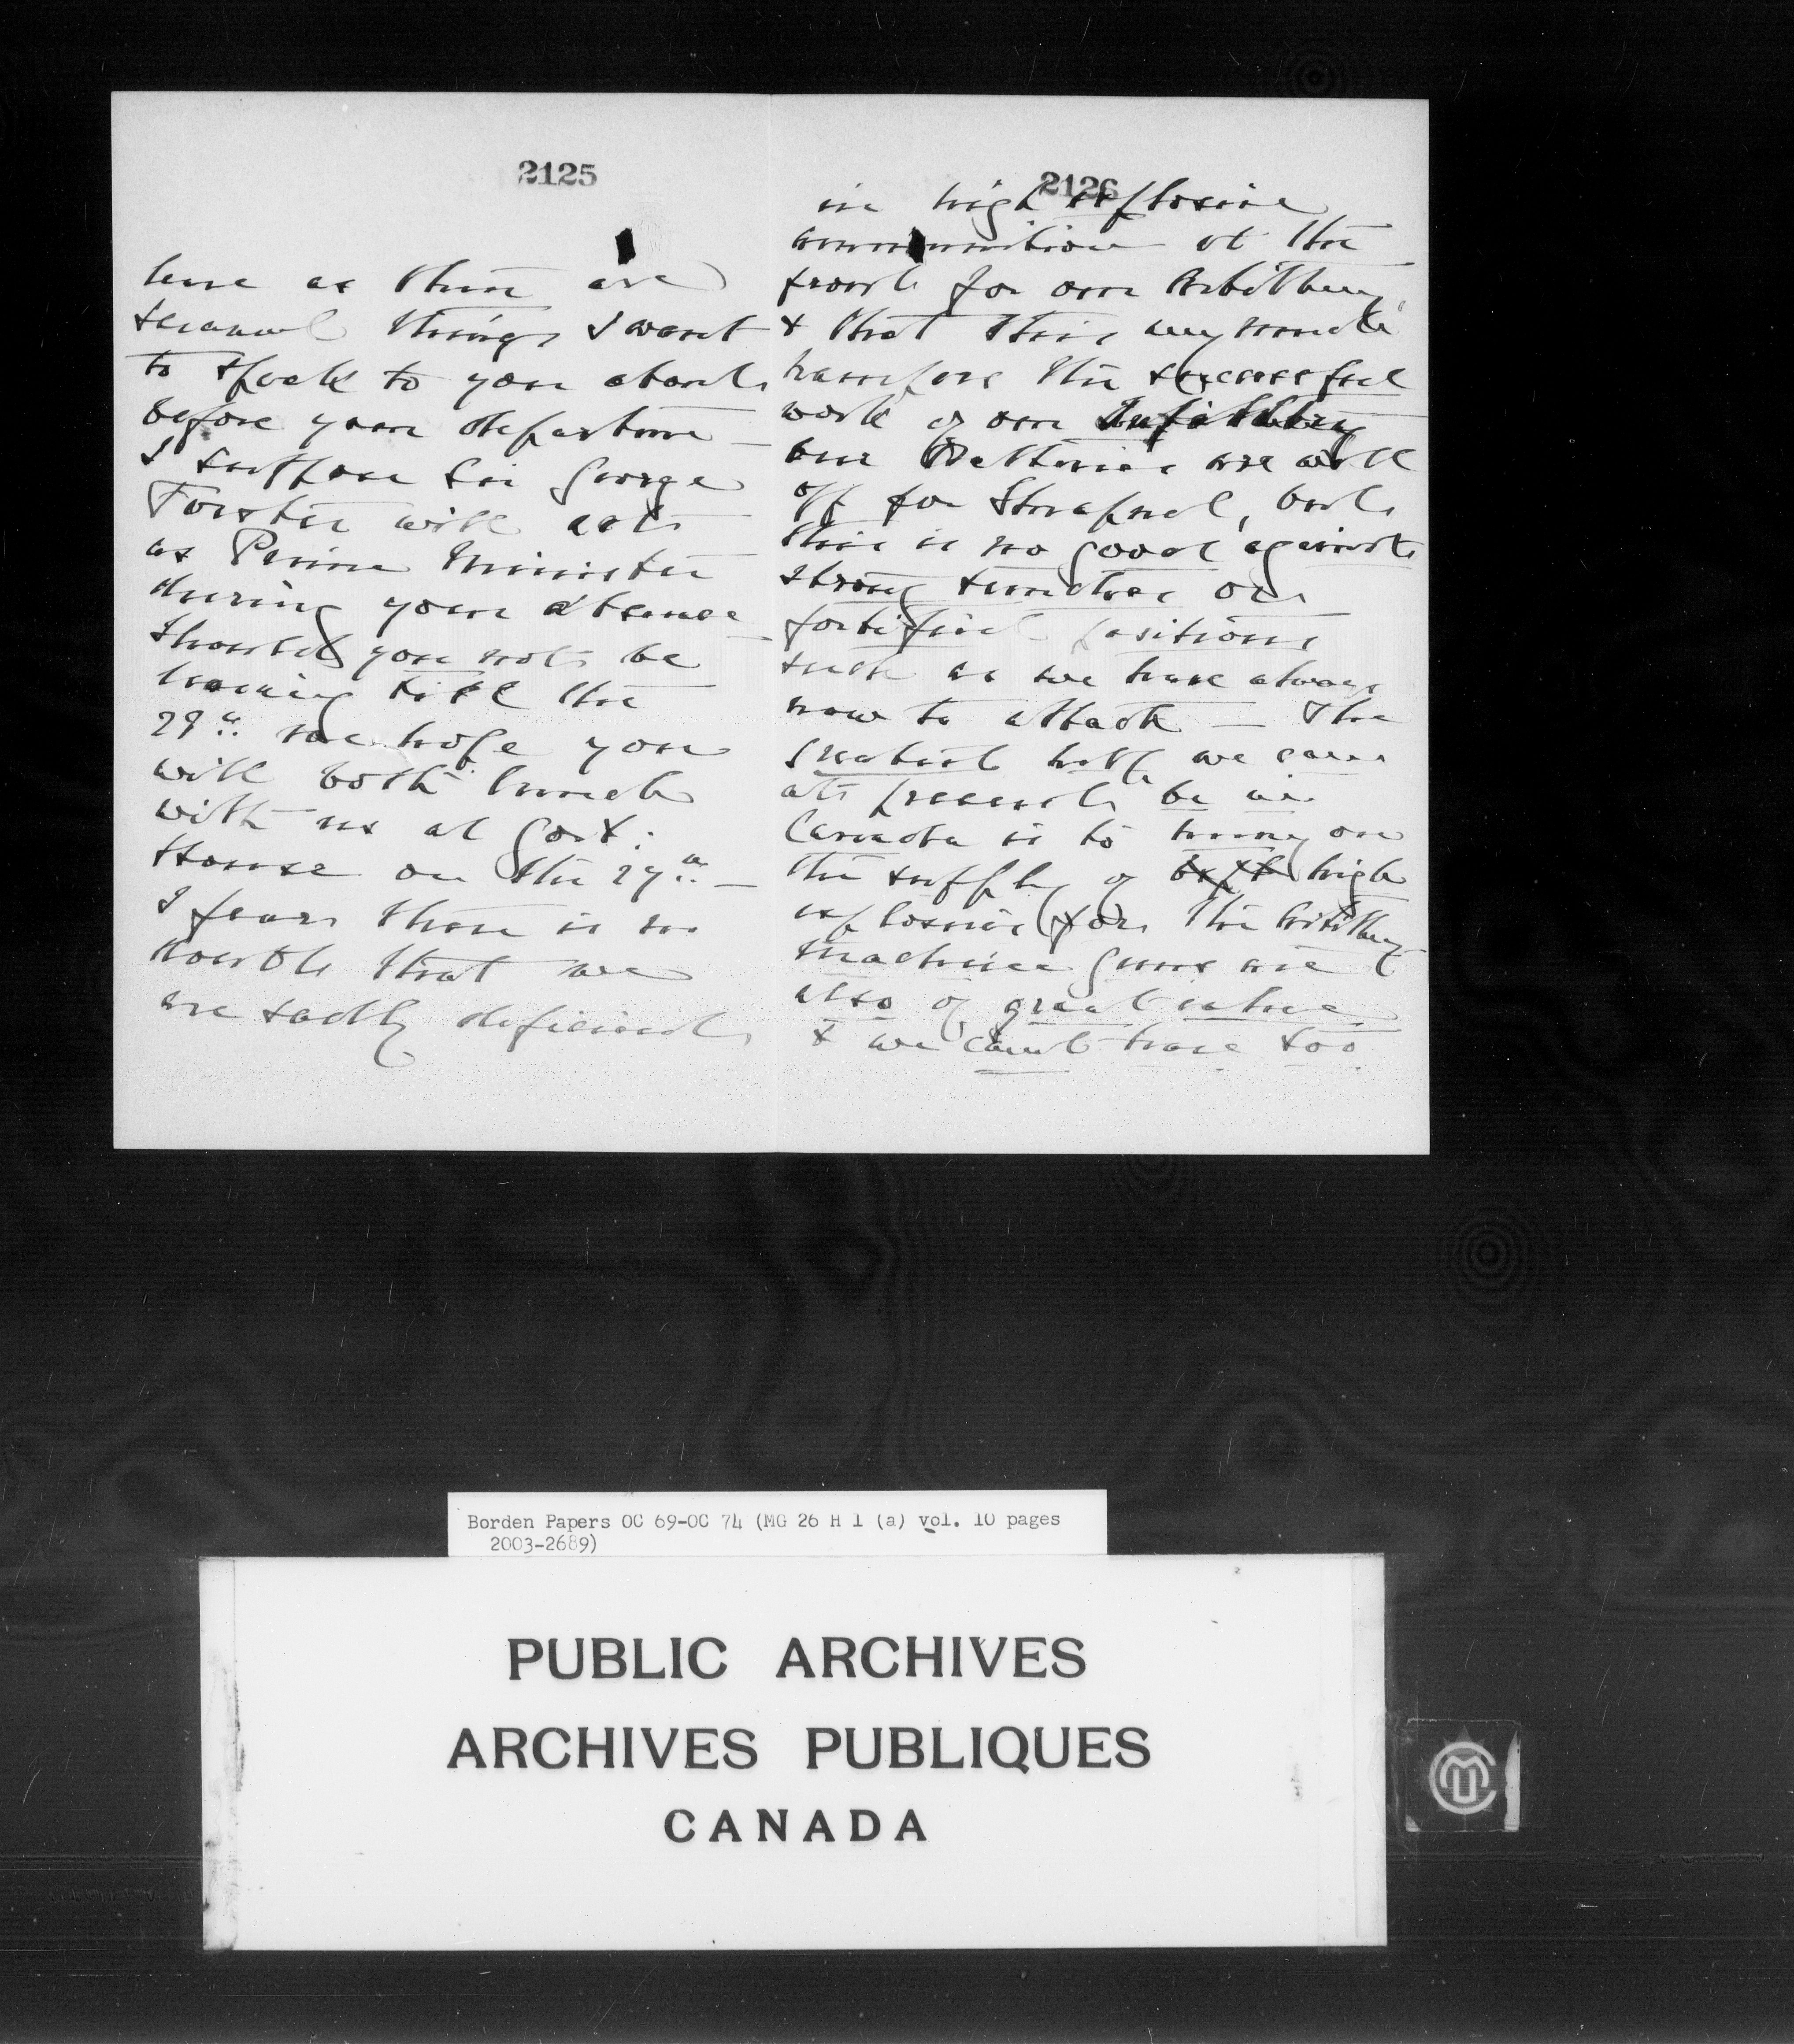 2125
here as there are
several things I want
to speak to you about
before your departure —
I suppose Sir George
Forster will act
as Prime Minister
during your absence —
Should you not be
leaving till the
29th we hope you
will both lunch
with us at Govt:
House on the 27th —
I fear there is no
doubt that we
are sadly deficient
2126
in high explosive
ammunition at the
front for our Artillery
& that this very much
hampers the successful
work of our Infantry
our Batteries are well
off for Shrapnel, but
this is no good against
strong trenches or
fortified positions
such as we have always
now to attack — The
greatest help we can
at present be in
Canada is to hurry on
the supply of high
explosive for the Artillery
machine guns are
also of great value
& we can't have too
Borden Papers OC 69-OC 74 (MG 26 H 1 (a) vol. 10 pages
2003-2689)
PUBLIC ARCHIVES
ARCHIVES PUBLIQUES
CANADA